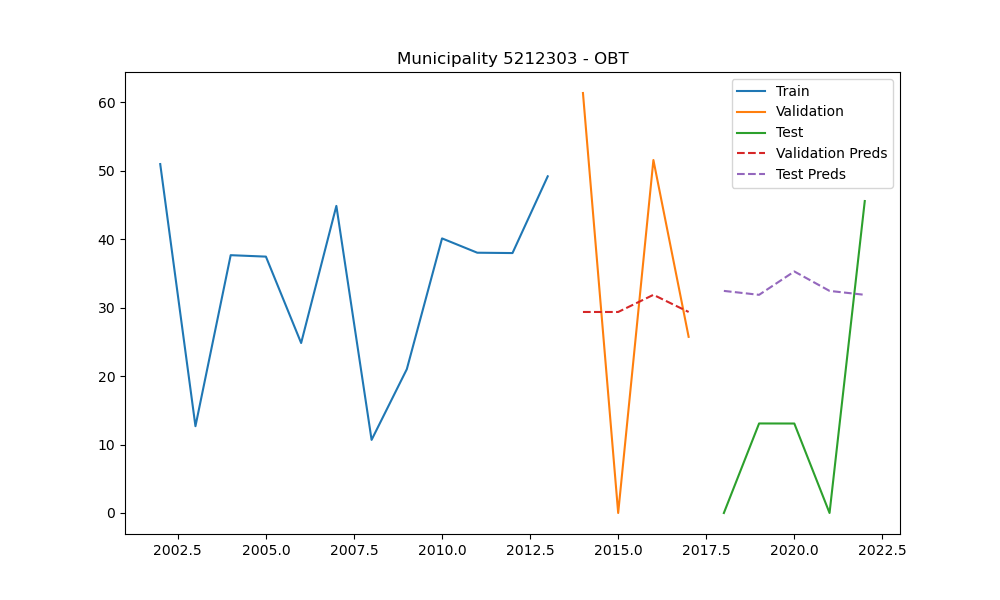 Municipality 5212303 - OBT
Train
Validation
Test
Validation Preds
Test Preds
60
50
40
30
20
10
0
2002.5 2005.0 2007.5 2010.0 2012.5 2015.0 2017.5 2020.0 2022.5